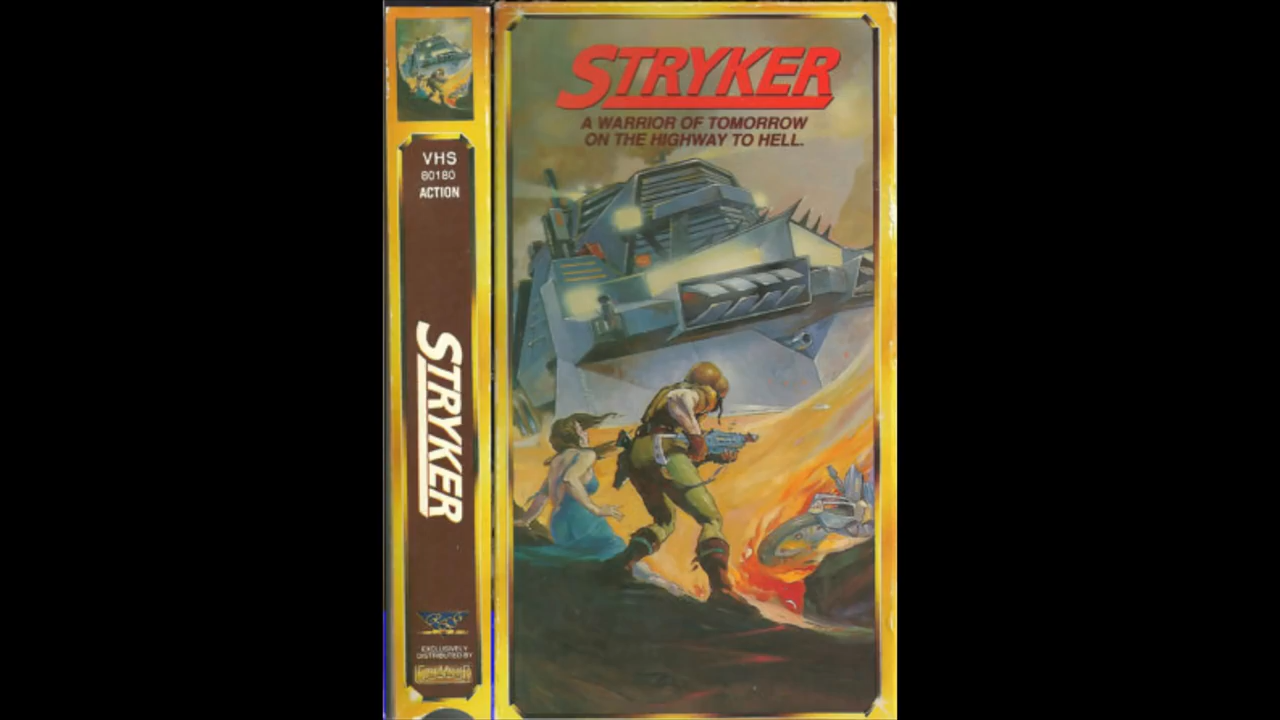 VHS
80180
ACTION
STRYKER
EXCLUSIVELY
DISTRIBUTED BY
STRYKER
A WARRIOR OF TOMORROW
ON THE HIGHWAY TO HELL.